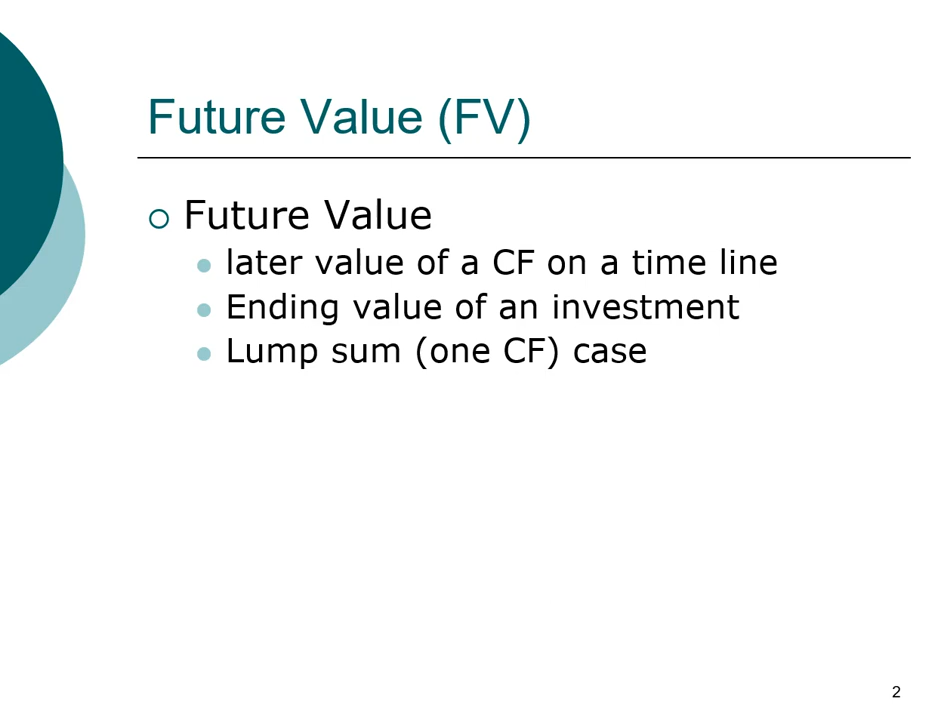 Future Value (FV)
Future Value
later value of a CF on a time line
Ending value of an investment
Lump sum (one CF) case
2